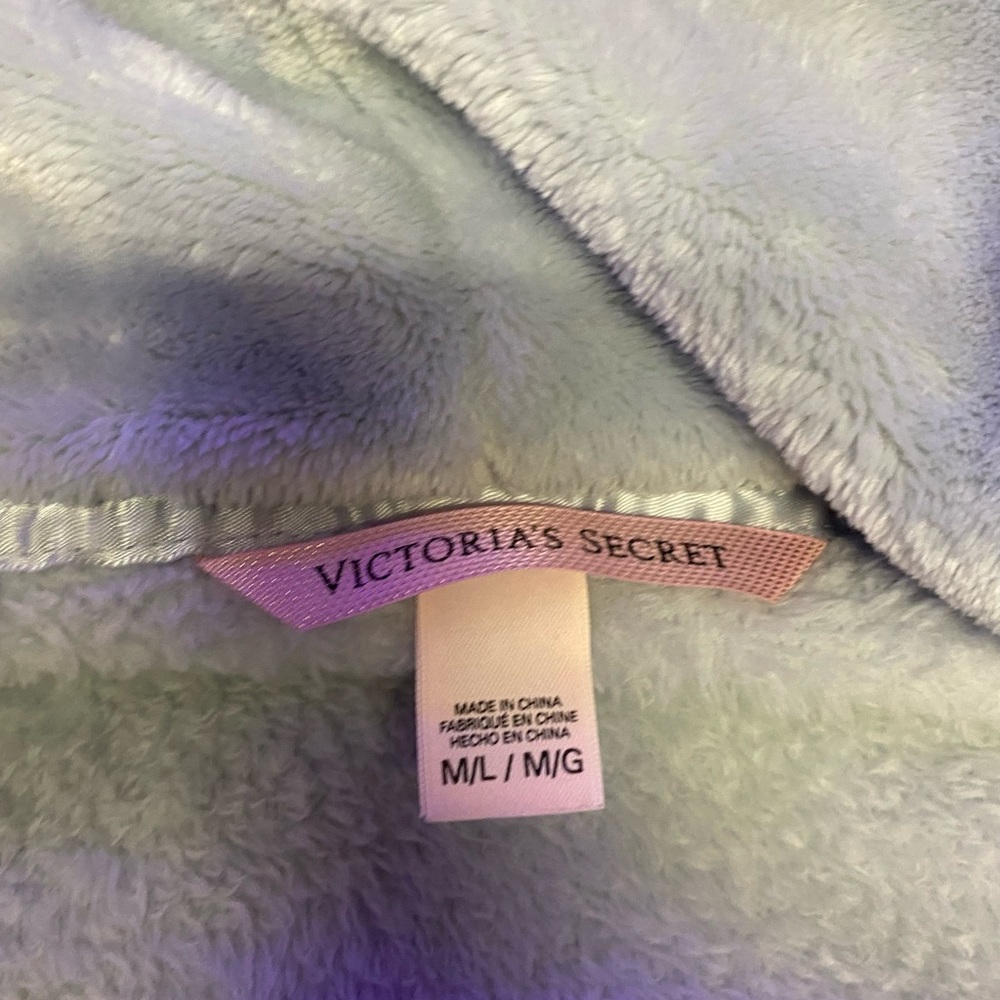 VICTORIA'S SECRET
MADE IN CHINA
FABRIQUÉ EN CHINE
HECHO EN CHINA
M/L / M/G